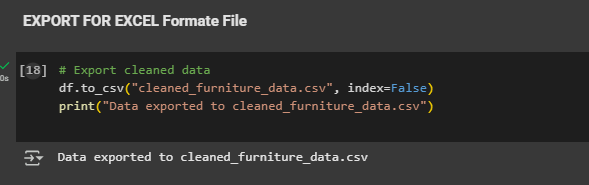 EXPORT FOR EXCEL Formate File
[18] # Export cleaned data
0s
df.to_csv("cleaned_furniture_data.csv", index=False)
print("Data exported to cleaned_furniture_data.csv")
Data exported to cleaned_furniture_data.csv